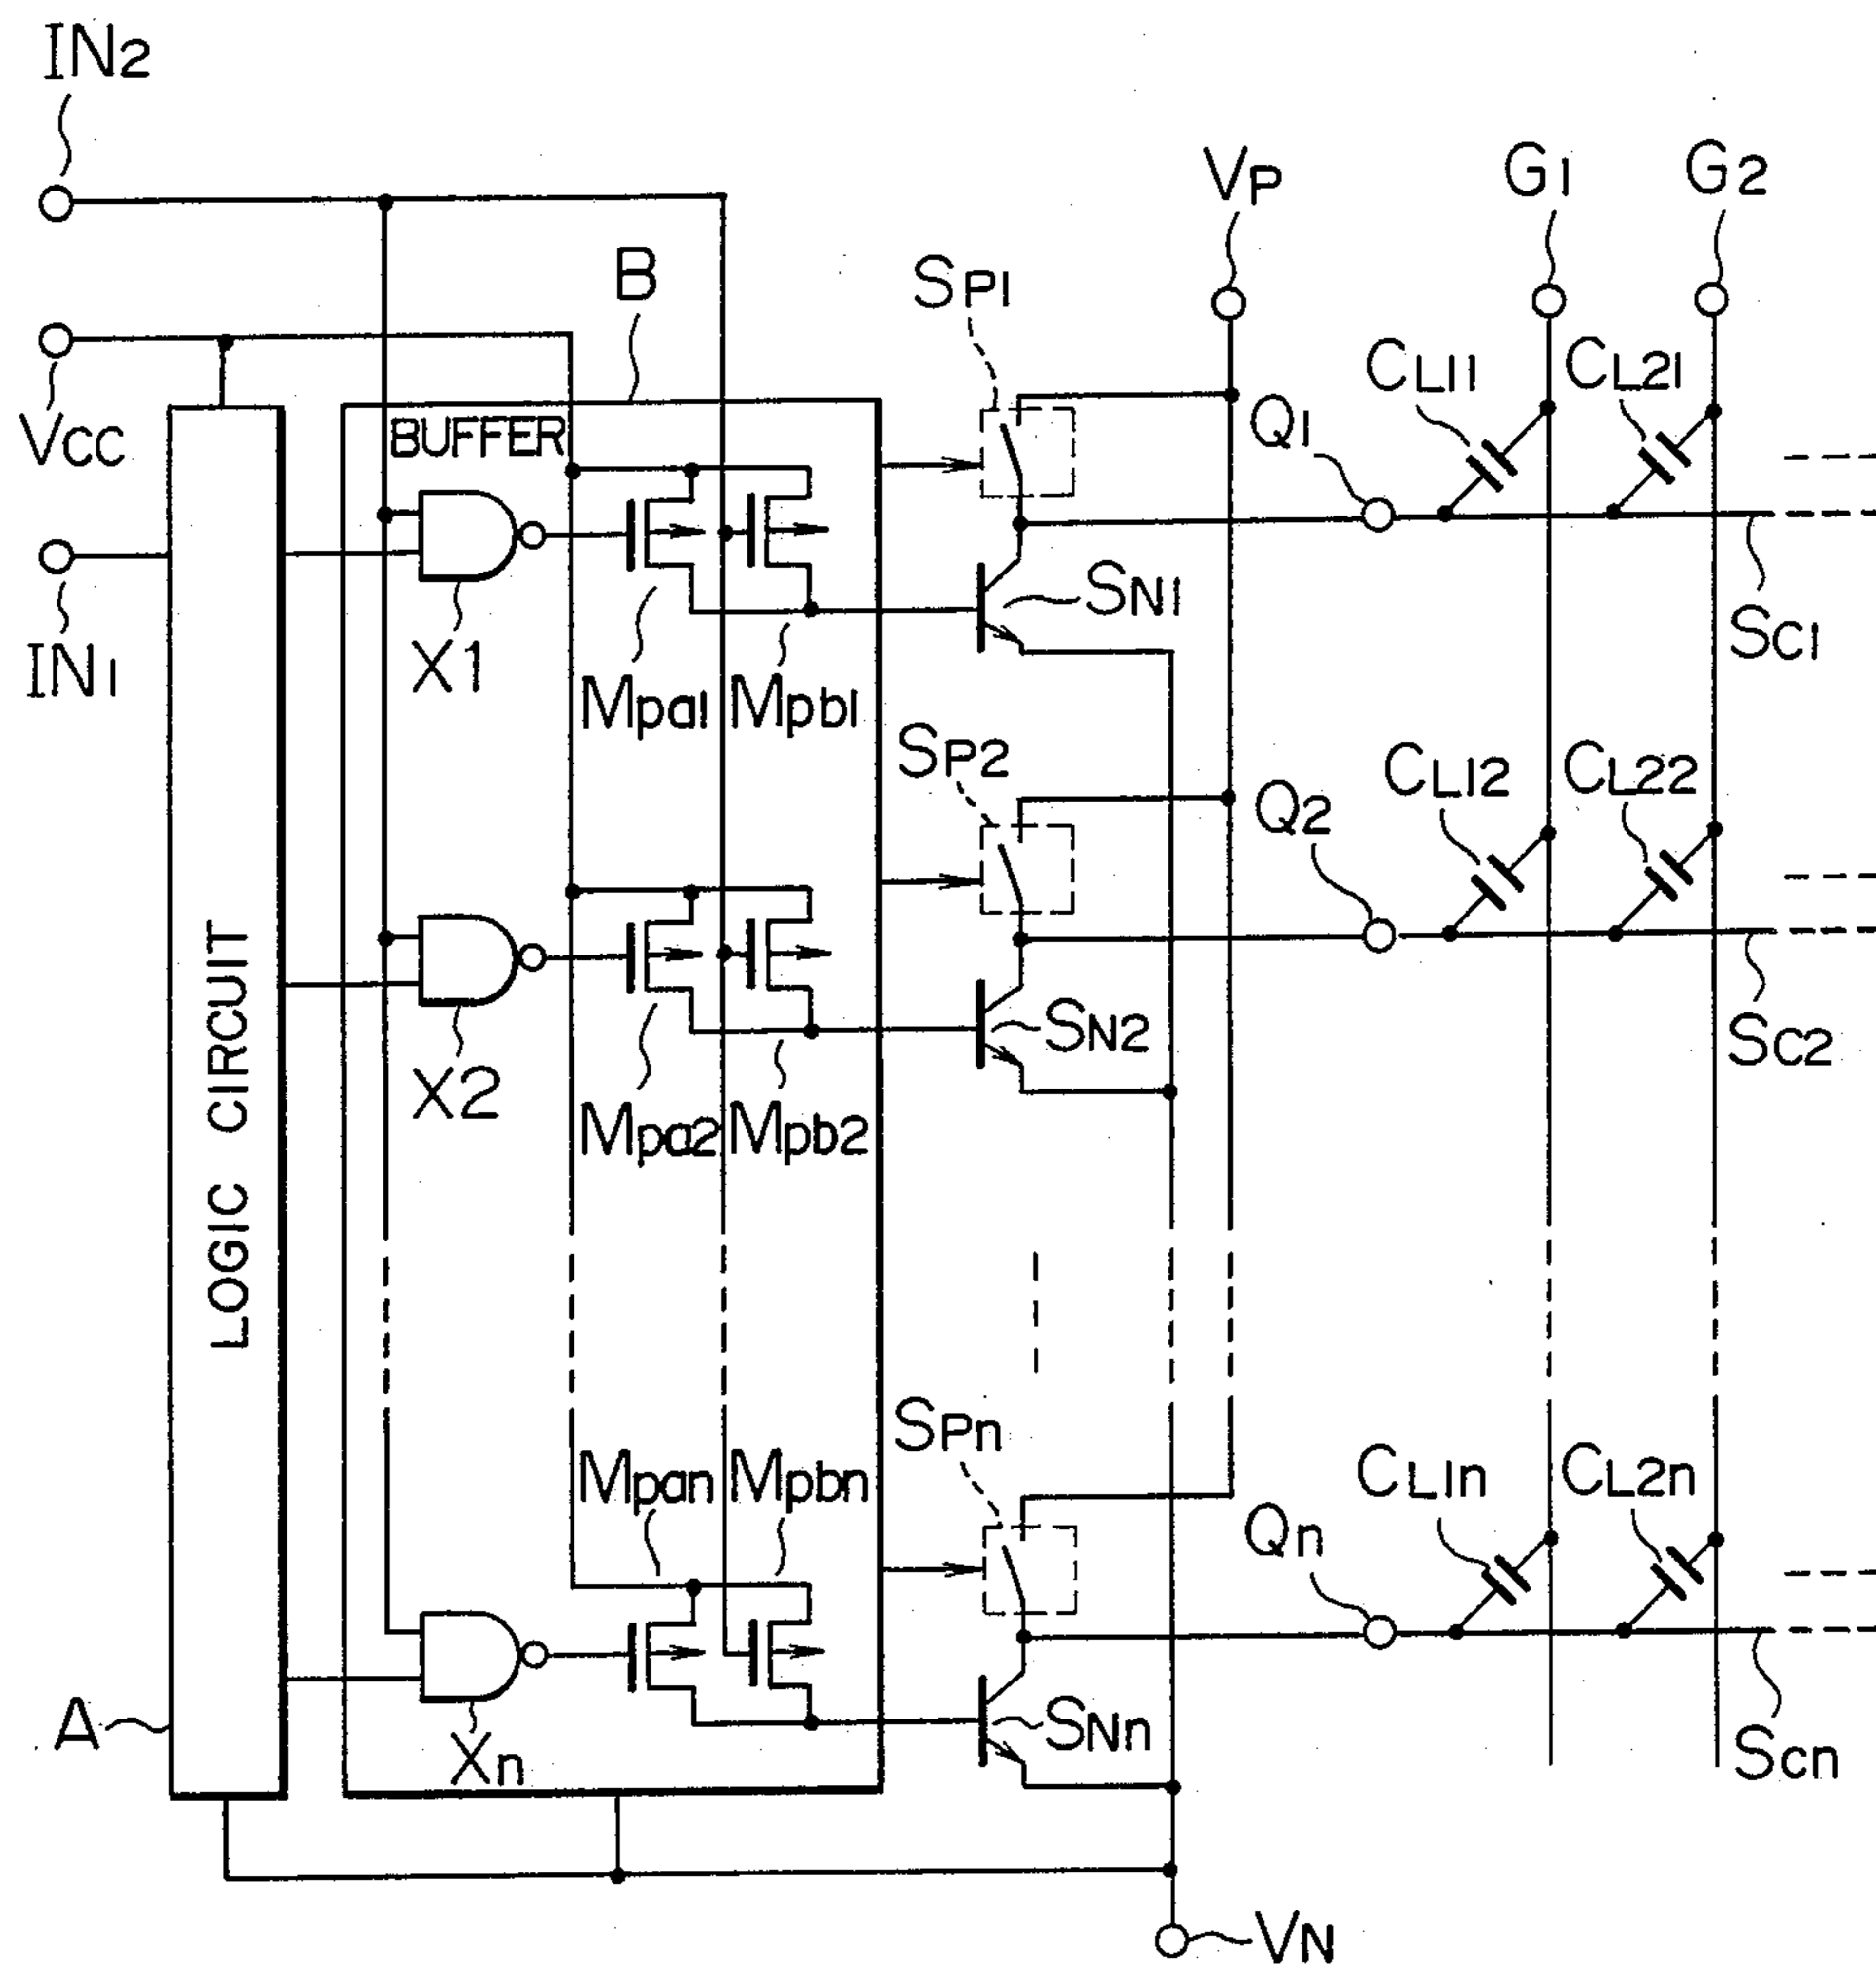 IN2
VP
G1
G2
B
SP1
CL11
CL21
VCC
Q1
BUFFER
SN1
IN1
X1
SC1
Mpa1
Mpb1
SP2
CL12
CL22
Q2
SN2
SC2
X2
Mpa2
Mpb2
LOGIC CIRCUIT
SPn
Mpan
Mpbn
CL1n
CL2n
Qn
A
SNn
Xn
Scn
VN